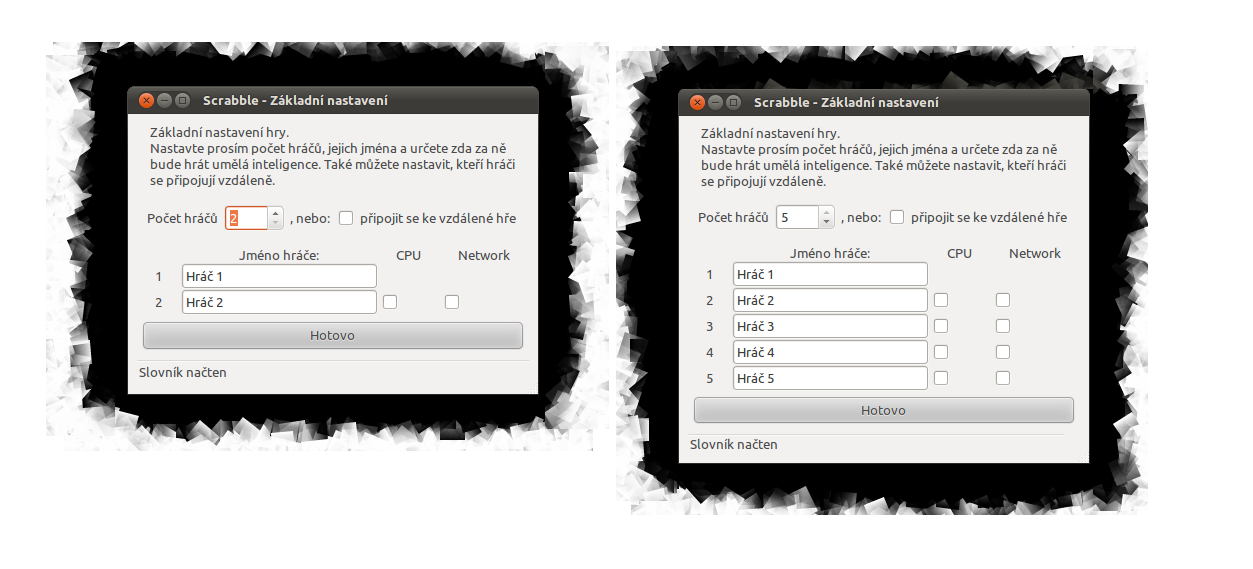 Scrabble - Základní nastavení
Základní nastavení hry.
Nastavte prosím počet hráčů, jejich jména a určete zda za ně
bude hrát umělá inteligence. Také můžete nastavit, kteří hráči
se připojují vzdáleně.
Počet hráčů 2 , nebo: připojit se ke vzdálené hře
Jméno hráče: CPU Network
1 Hráč 1
2 Hráč 2
Hotovo
Slovník načten
Scrabble - Základní nastavení
Základní nastavení hry.
Nastavte prosím počet hráčů, jejich jména a určete zda za ně
bude hrát umělá inteligence. Také můžete nastavit, kteří hráči
se připojují vzdáleně.
Počet hráčů 5 , nebo: připojit se ke vzdálené hře
Jméno hráče: CPU Network
1 Hráč 1
2 Hráč 2
3 Hráč 3
4 Hráč 4
5 Hráč 5
Hotovo
Slovník načten